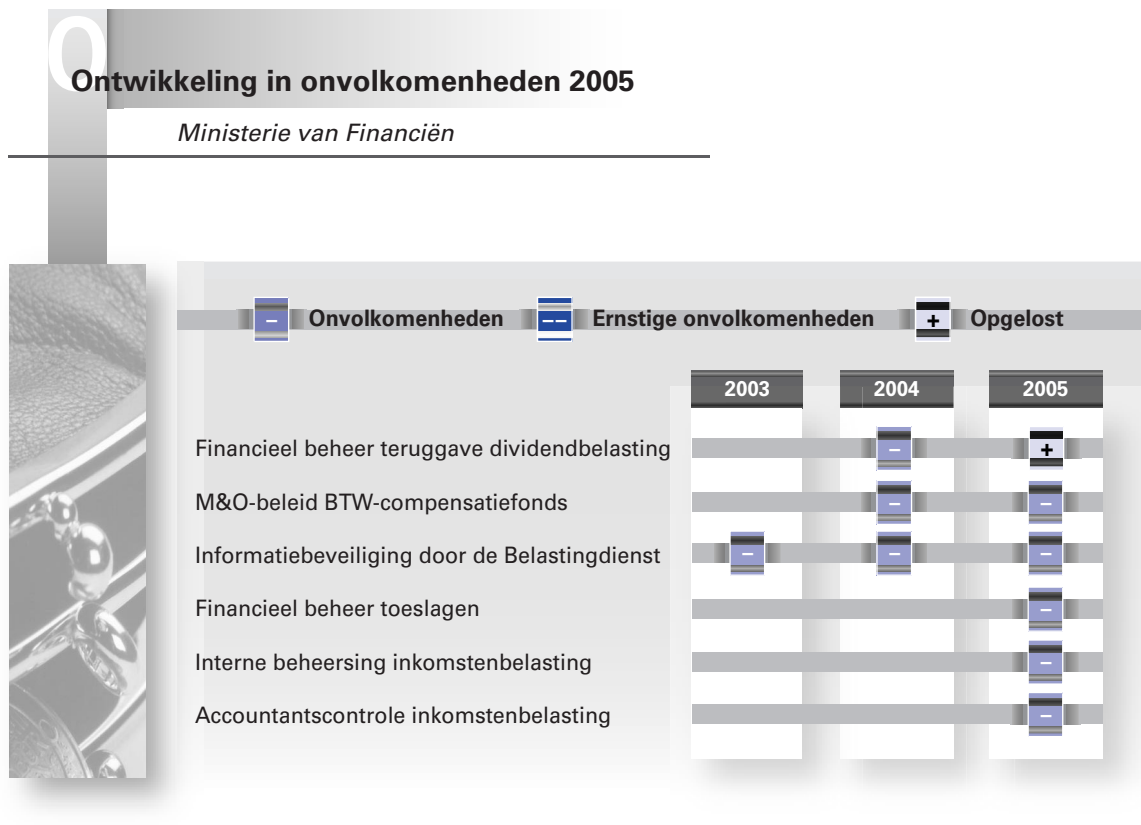 O
Ontwikkeling in onvolkomenheden 2005
Ministerie van Financiën
– Onvolkomenheden –– Ernstige onvolkomenheden + Opgelost
2003 2004 2005
Financieel beheer teruggave dividendbelasting – +
M&O-beleid BTW-compensatiefonds – –
Informatiebeveiliging door de Belastingdienst – – –
Financieel beheer toeslagen –
Interne beheersing inkomstenbelasting –
Accountantscontrole inkomstenbelasting –